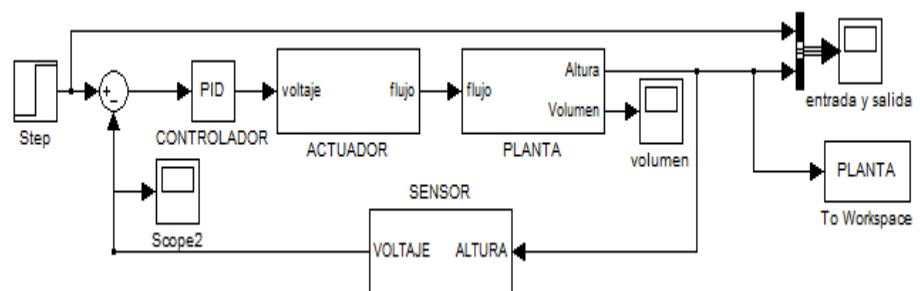 Step
+
−
PID
CONTROLADOR
voltaje
flujo
ACTUADOR
flujo
Altura
Volumen
PLANTA
volumen
entrada y salida
PLANTA
To Workspace
Scope2
SENSOR
VOLTAJE
ALTURA